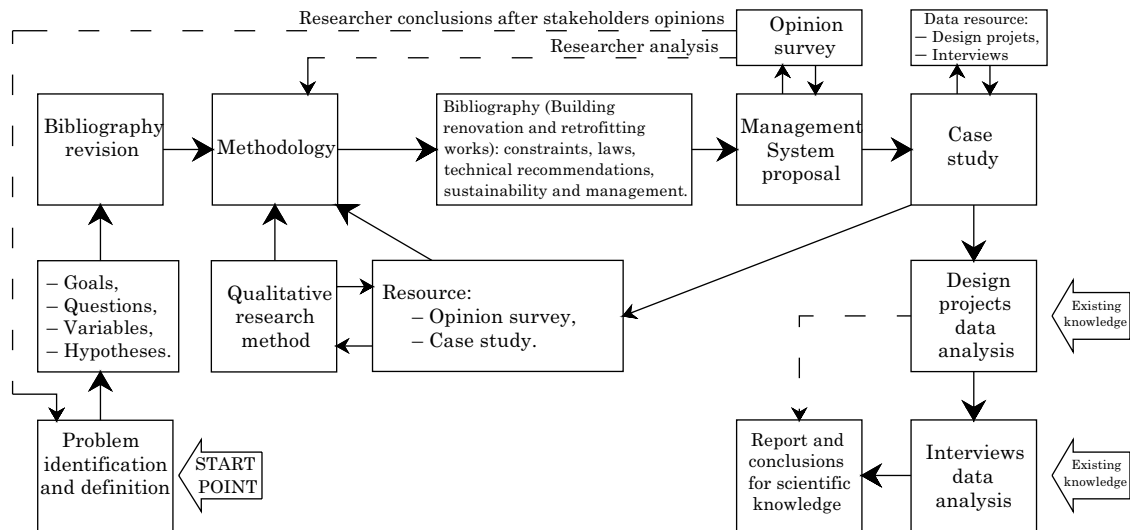 Researcher conclusions after stakeholders opinions
Researcher analysis
Opinion
survey
Data resource:
– Design projets,
– Interviews
Bibliography
revision
Methodology
Bibliography (Building
renovation and retrofitting
works): constraints, laws,
technical recommendations,
sustainability and management.
Management
System
proposal
Case
study
– Goals,
– Questions,
– Variables,
– Hypotheses.
Qualitative
research
method
Resource:
– Opinion survey,
– Case study.
Design
projects data
analysis
Existing
knowledge
Problem
identification
and definition
START
POINT
Report and
conclusions
for scientific
knowledge
Interviews
data
analysis
Existing
knowledge